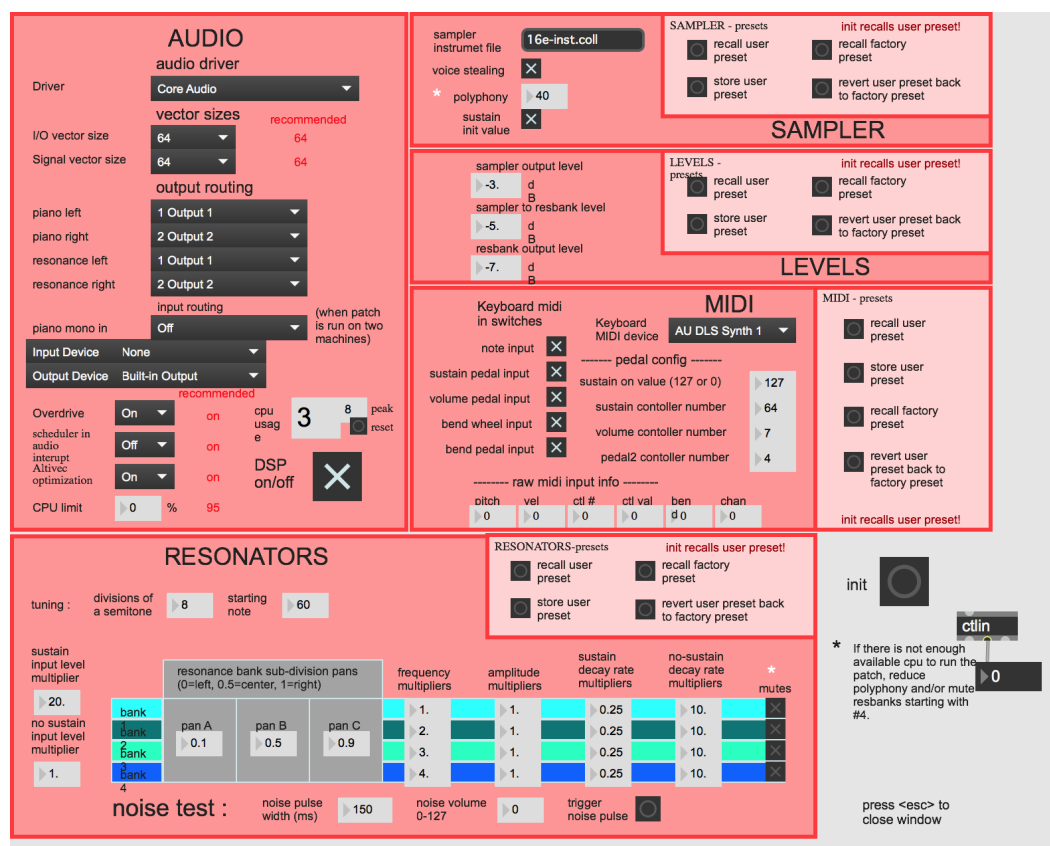 AUDIO
audio driver
Driver
Core Audio
vector sizes
recommended
I/O vector size
64
64
Signal vector size
64
64
output routing
piano left
1 Output 1
piano right
2 Output 2
resonance left
1 Output 1
resonance right
2 Output 2
input routing
piano mono in
Off
(when patch
is run on two
machines)
Input Device
None
Output Device
Built-in Output
recommended
Overdrive
On
on
scheduler in
audio
interupt
Off
on
Altivec
optimization
On
on
CPU limit
0
%
95
cpu
usag
e
3
8
peak
reset
DSP
on/off
sampler
instrumet file
16e-inst.coll
voice stealing
* polyphony
40
sustain
init value
SAMPLER
SAMPLER - presets
init recalls user preset!
recall user
preset
recall factory
preset
store user
preset
revert user preset back
to factory preset
sampler output level
-3.
d
B
sampler to resbank level
-5.
d
B
resbank output level
-7.
d
B
LEVELS
LEVELS -
presets
init recalls user preset!
recall user
preset
recall factory
preset
store user
preset
revert user preset back
to factory preset
Keyboard midi
in switches
note input
sustain pedal input
volume pedal input
bend wheel input
bend pedal input
MIDI
Keyboard
MIDI device
AU DLS Synth 1
------- pedal config -------
sustain on value (127 or 0)
127
sustain contoller number
64
volume contoller number
7
pedal2 contoller number
4
-------- raw midi input info --------
pitch
vel
ctl #
ctl val
ben
d
chan
0
0
0
0
0
0
MIDI - presets
recall user
preset
store user
preset
recall factory
preset
revert user
preset back to
factory preset
init recalls user preset!
RESONATORS
RESONATORS-presets
init recalls user preset!
recall user
preset
recall factory
preset
store user
preset
revert user preset back
to factory preset
tuning :
divisions of
a semitone
8
starting
note
60
sustain
input level
multiplier
20.
no sustain
input level
multiplier
1.
resonance bank sub-division pans
(0=left, 0.5=center, 1=right)
frequency
multipliers
amplitude
multipliers
sustain
decay rate
multipliers
no-sustain
decay rate
multipliers
*
mutes
bank
1
bank
2
bank
3
bank
4
pan A
0.1
pan B
0.5
pan C
0.9
1.
1.
0.25
10.
2.
1.
0.25
10.
3.
1.
0.25
10.
4.
1.
0.25
10.
noise test :
noise pulse
width (ms)
150
noise volume
0-127
0
trigger
noise pulse
init
ctlin
0
* If there is not enough
available cpu to run the
patch, reduce
polyphony and/or mute
resbanks starting with
#4.
press <esc> to
close window